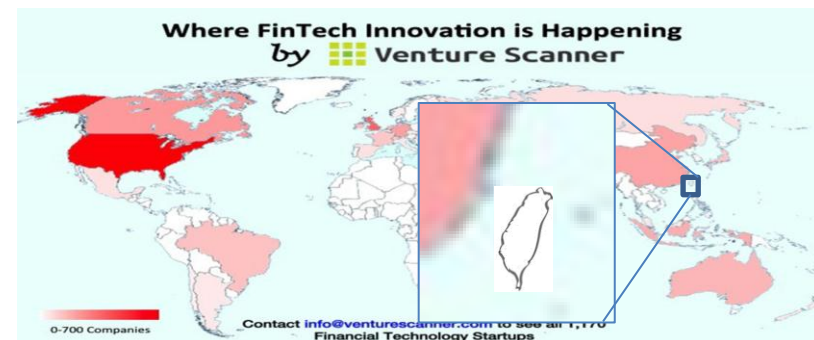 Where FinTech Innovation is Happening
by Venture Scanner
0-700 Companies
Contact info@venturescanner.com to see all 1,170
Financial Technology Startups